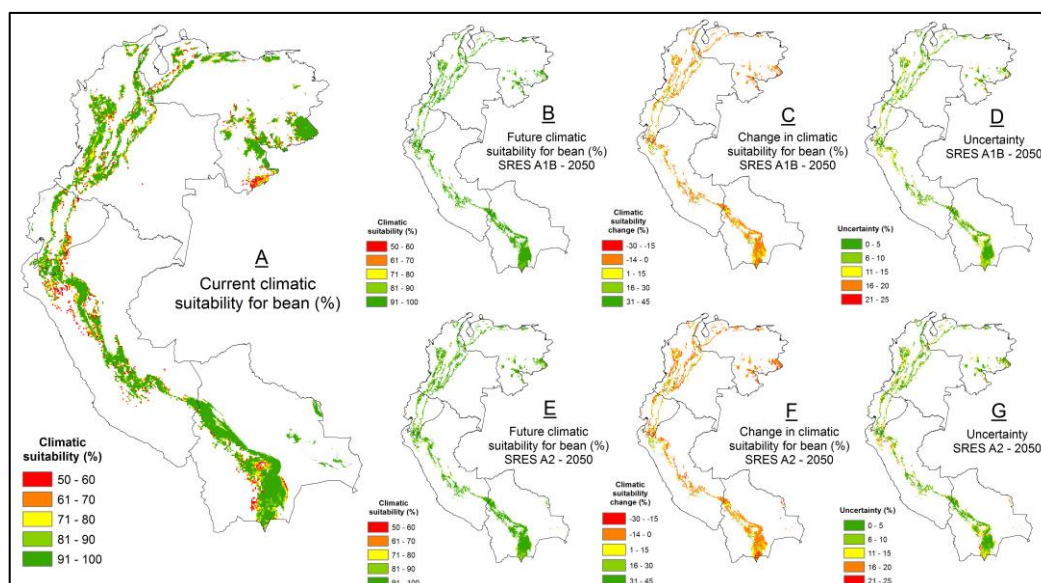 A
Current climatic
suitability for bean (%)
Climatic
suitability (%)
50 - 60
61 - 70
71 - 80
81 - 90
91 - 100
B
Future climatic
suitability for bean (%)
SRES A1B - 2050
Climatic
suitability (%)
50 - 60
61 - 70
71 - 80
81 - 90
91 - 100
C
Change in climatic
suitability for bean (%)
SRES A1B - 2050
Climatic
suitability
change (%)
-30 - -15
-14 - 0
1 - 15
16 - 30
31 - 45
D
Uncertainty
SRES A1B - 2050
Uncertainty (%)
0 - 5
6 - 10
11 - 15
16 - 20
21 - 25
E
Future climatic
suitability for bean (%)
SRES A2 - 2050
Climatic
suitability (%)
50 - 60
61 - 70
71 - 80
81 - 90
91 - 100
F
Change in climatic
suitability for bean (%)
SRES A2 - 2050
Climatic
suitability
change (%)
-30 - -15
-14 - 0
1 - 15
16 - 30
31 - 45
G
Uncertainty
SRES A2 - 2050
Uncertainty (%)
0 - 5
6 - 10
11 - 15
16 - 20
21 - 25